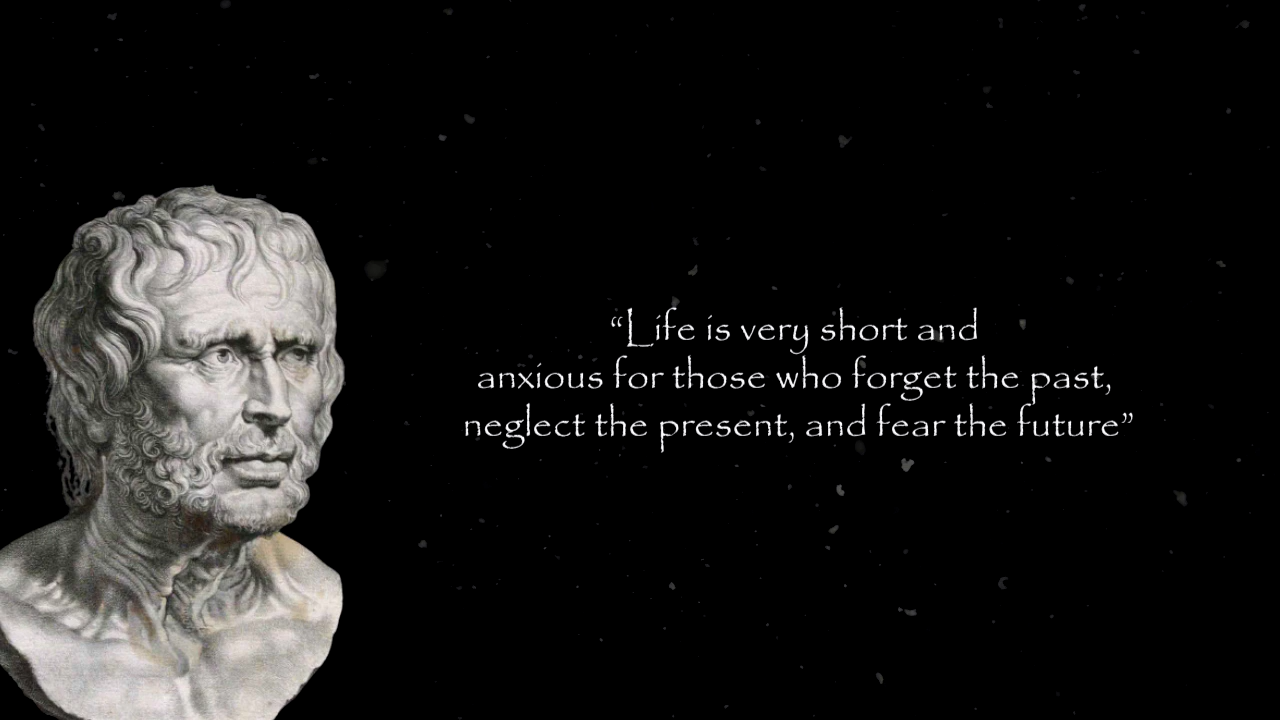 “Life is very short and
anxious for those who forget the past,
neglect the present, and fear the future”